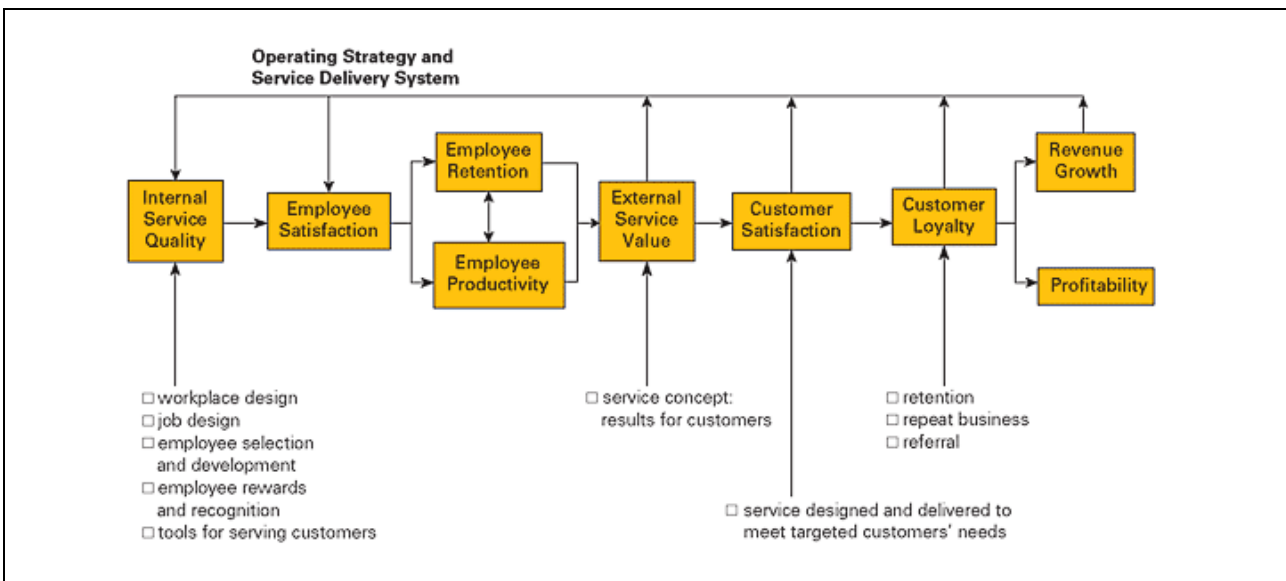 Operating Strategy and
Service Delivery System
Internal
Service
Quality
Employee
Satisfaction
Employee
Retention
Employee
Productivity
External
Service
Value
Customer
Satisfaction
Customer
Loyalty
Revenue
Growth
Profitability
□ workplace design
□ job design
□ employee selection
and development
□ employee rewards
and recognition
□ tools for serving customers
□ service concept:
results for customers
□ service designed and delivered to
meet targeted customers' needs
□ retention
□ repeat business
□ referral